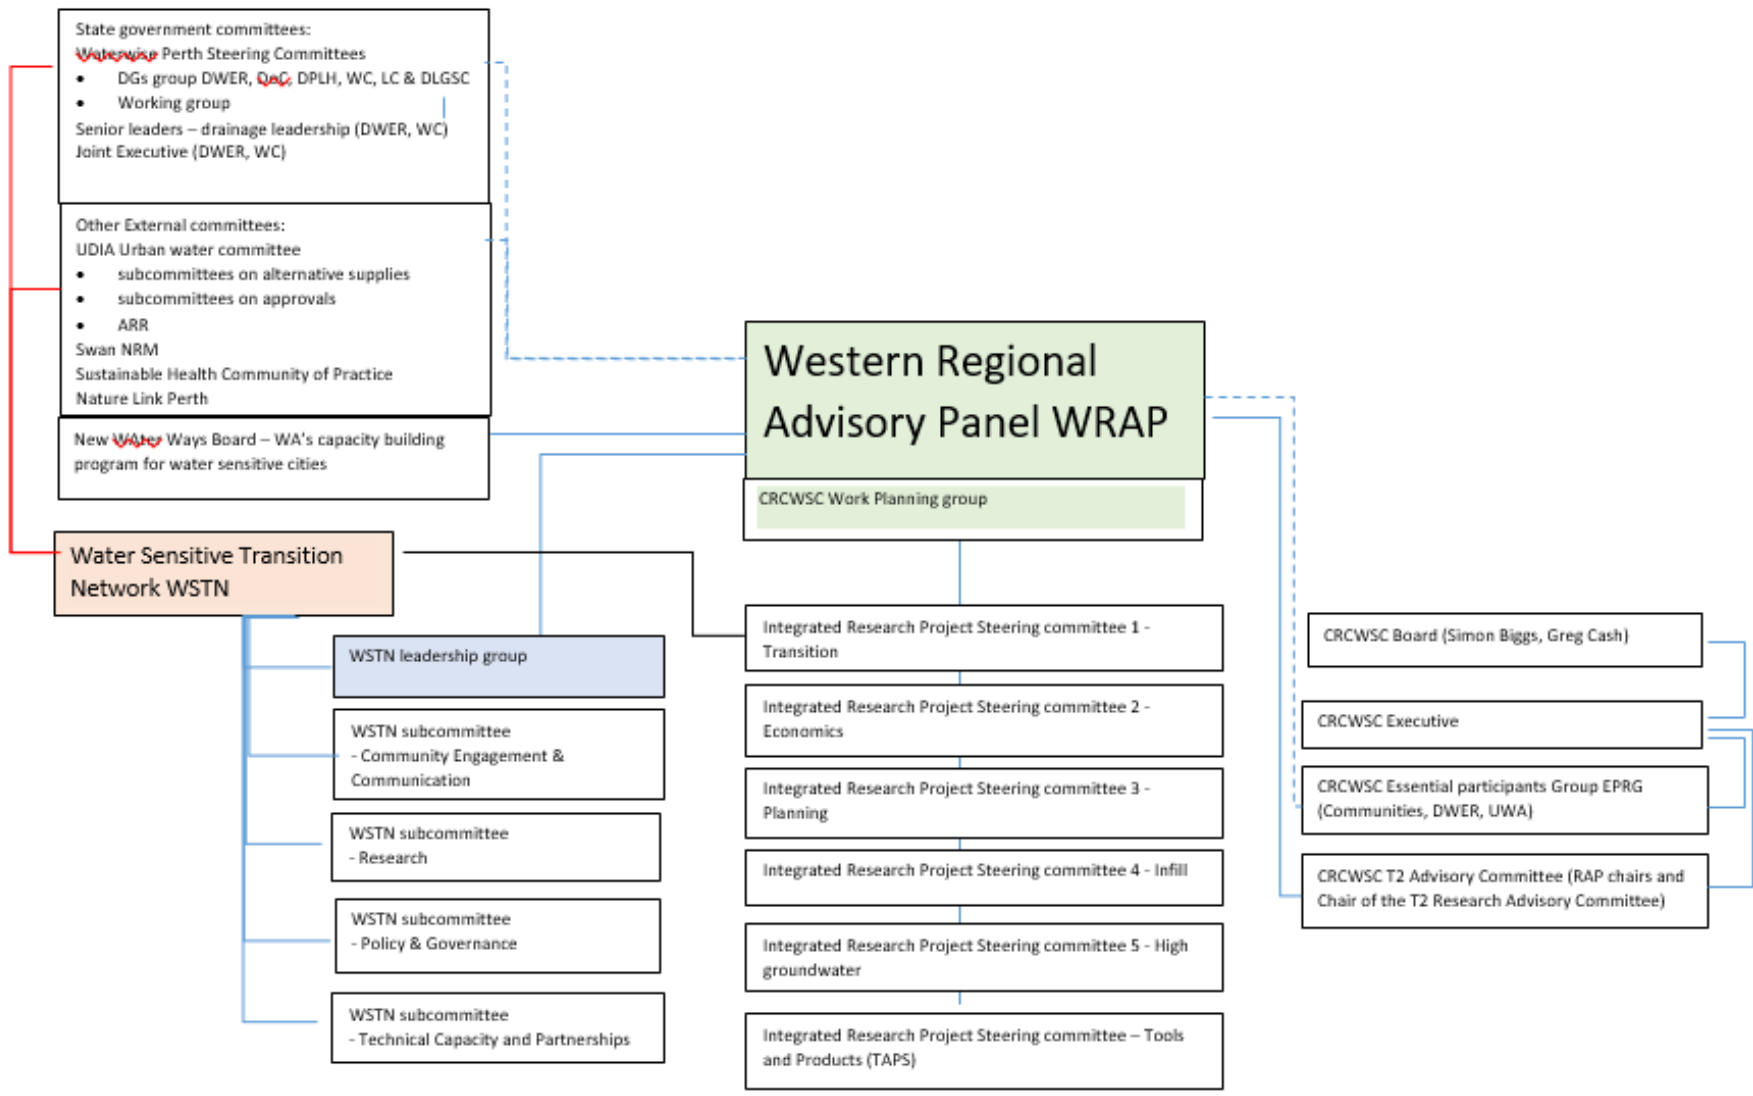 State government committees:
Waterwise Perth Steering Committees
• DGs group DWER, DoC, DPLH, WC, LC & DLGSC
• Working group
Senior leaders – drainage leadership (DWER, WC)
Joint Executive (DWER, WC)
Other External committees:
UDIA Urban water committee
• subcommittees on alternative supplies
• subcommittees on approvals
• ARR
Swan NRM
Sustainable Health Community of Practice
Nature Link Perth
New WAter Ways Board – WA's capacity building
program for water sensitive cities
Western Regional
Advisory Panel WRAP
CRCWSC Work Planning group
Water Sensitive Transition
Network WSTN
WSTN leadership group
WSTN subcommittee
- Community Engagement &
Communication
WSTN subcommittee
- Research
WSTN subcommittee
- Policy & Governance
WSTN subcommittee
- Technical Capacity and Partnerships
Integrated Research Project Steering committee 1 -
Transition
Integrated Research Project Steering committee 2 -
Economics
Integrated Research Project Steering committee 3 -
Planning
Integrated Research Project Steering committee 4 - Infill
Integrated Research Project Steering committee 5 - High
groundwater
Integrated Research Project Steering committee – Tools
and Products (TAPS)
CRCWSC Board (Simon Biggs, Greg Cash)
CRCWSC Executive
CRCWSC Essential participants Group EPRG
(Communities, DWER, UWA)
CRCWSC T2 Advisory Committee (RAP chairs and
Chair of the T2 Research Advisory Committee)